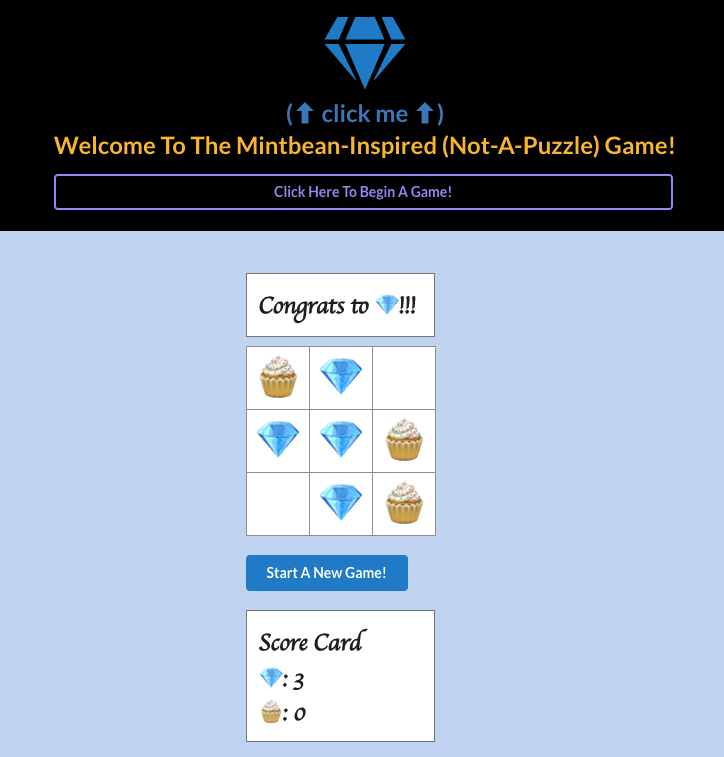 (⬆ click me ⬆)
Welcome To The Mintbean-Inspired (Not-A-Puzzle) Game!
Click Here To Begin A Game!
Congrats to 💎!!!
Start A New Game!
Score Card
💎: 3
🧁: 0